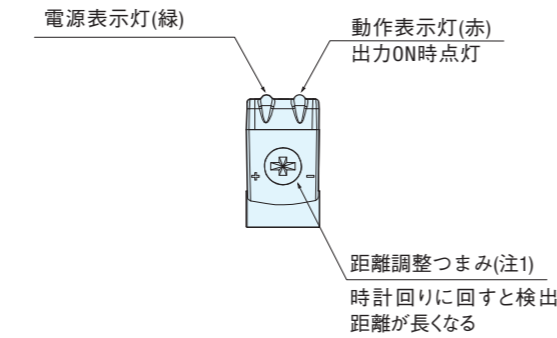 電源表示灯(緑)
動作表示灯(赤)
出力ON時点灯
+ −
距離調整つまみ(注1)
時計回りに回すと検出
距離が長くなる